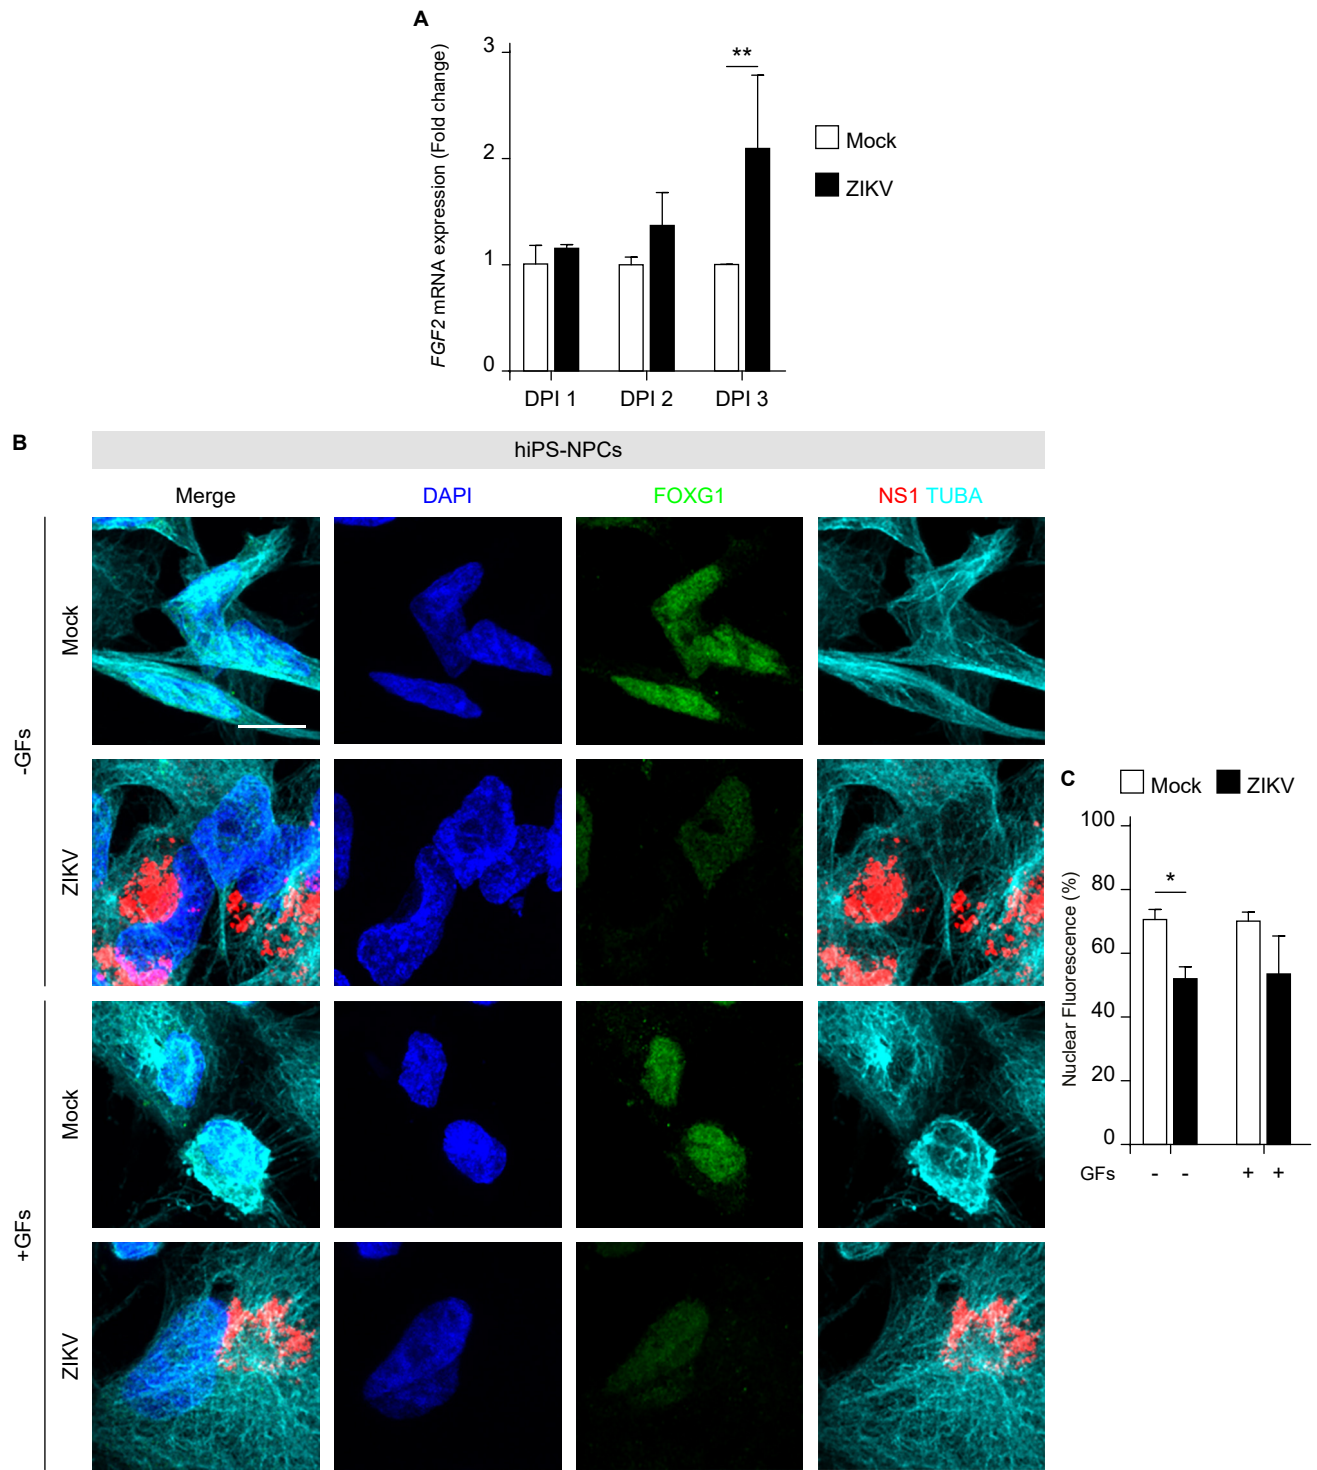 A
FGF2 mRNA expression (Fold change)
3
2
1
0
**
Mock
ZIKV
DPI 1
DPI 2
DPI 3
B
hiPS-NPCs
Merge
DAPI
FOXG1
NS1 TUBA
-GFs
Mock
ZIKV
+GFs
Mock
ZIKV
C
Mock
ZIKV
Nuclear Fluorescence (%)
100
80
60
40
20
0
*
GFs - - + +